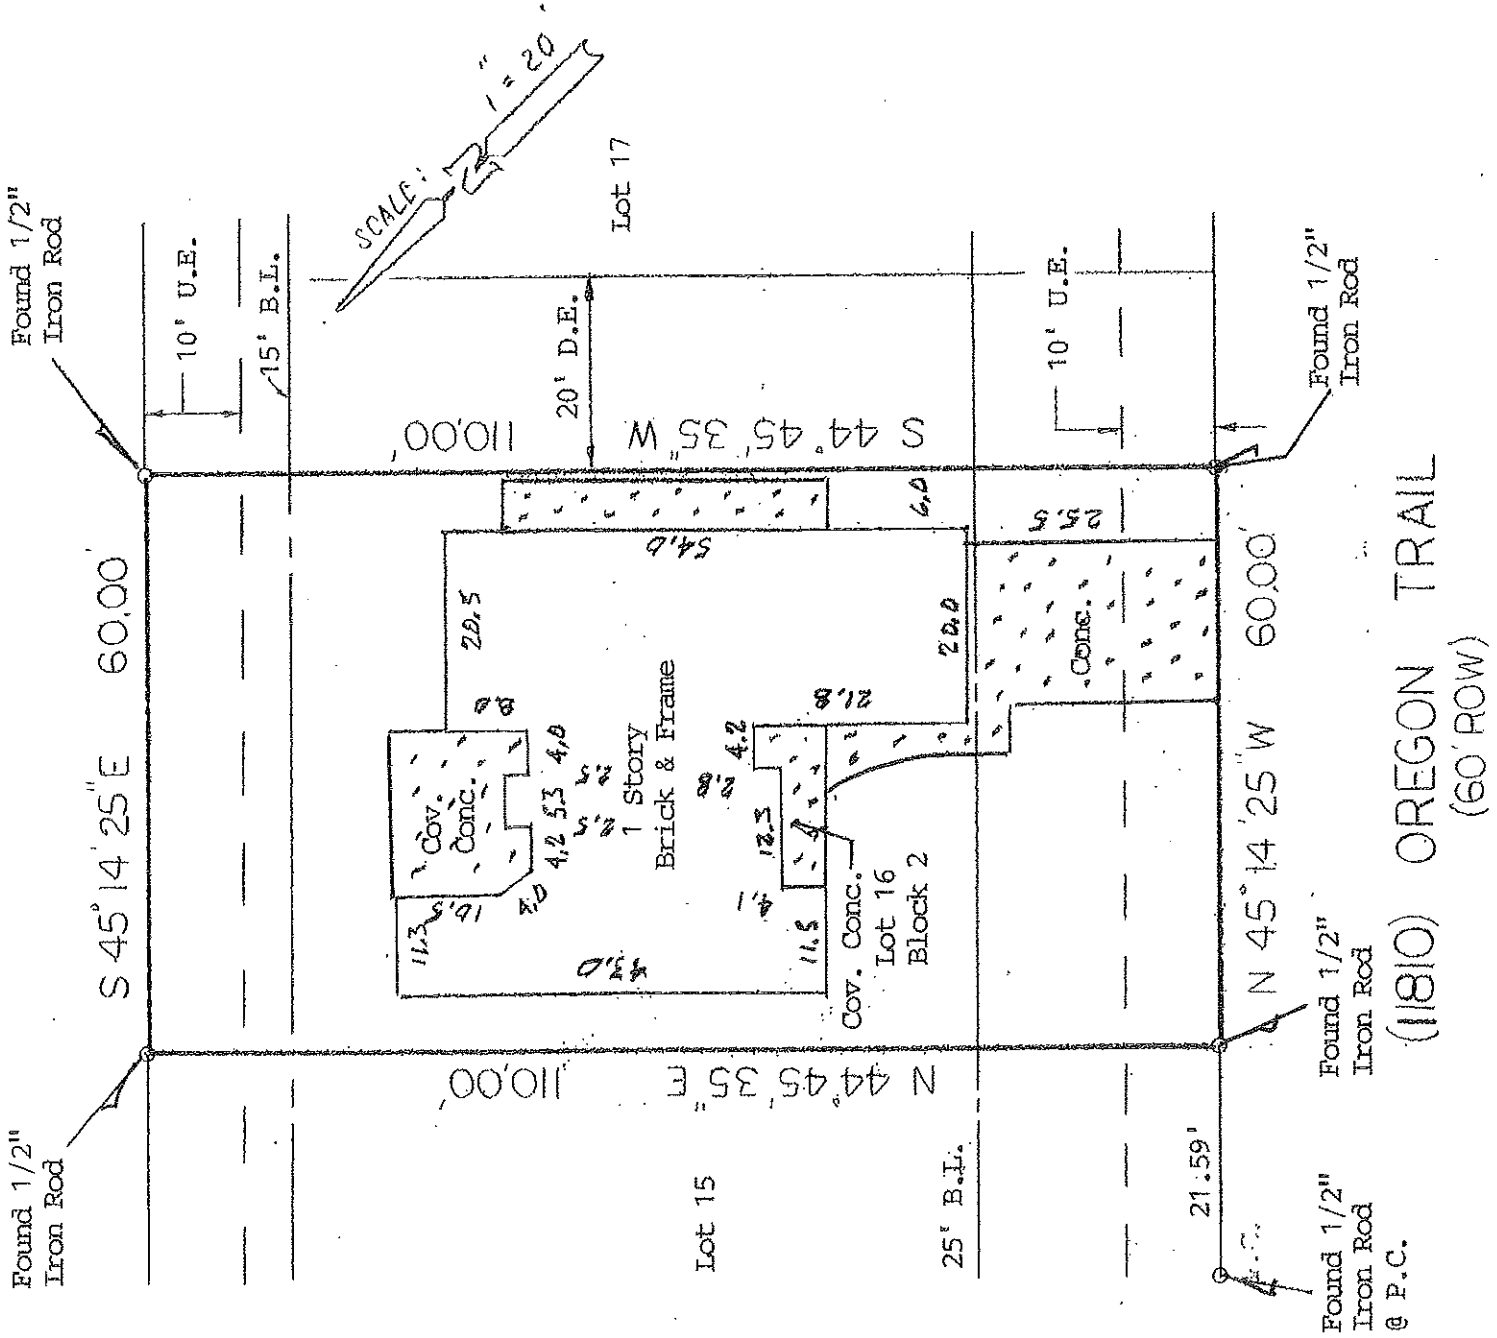 Found 1/2"
Iron Rod
Found 1/2"
Iron Rod
S 45° 14' 25" E 60.00'
10' U.E.
15' B.L.
SCALE: 1" = 20'
N
Lot 17
20' D.E.
S 44° 45' 35" W 110.00'
N 44° 45' 35" E 110.00'
Lot 15
20.5
54.0
6.0
8.0
Cov.
Conc.
11.3
10.5
4.2 5.3 4.0
2.5
2.5
1 Story
Brick & Frame
43.0
21.8
4.2
2.8
12.3
4.1
11.5
20.0
25.5
Conc.
Cov. Conc.
Lot 16
Block 2
25' B.L.
10' U.E.
21.59'
Found 1/2"
Iron Rod
@ P.C.
Found 1/2"
Iron Rod
N 45° 14' 25" W 60.00'
Found 1/2"
Iron Rod
(11810) OREGON TRAIL
(60' ROW)